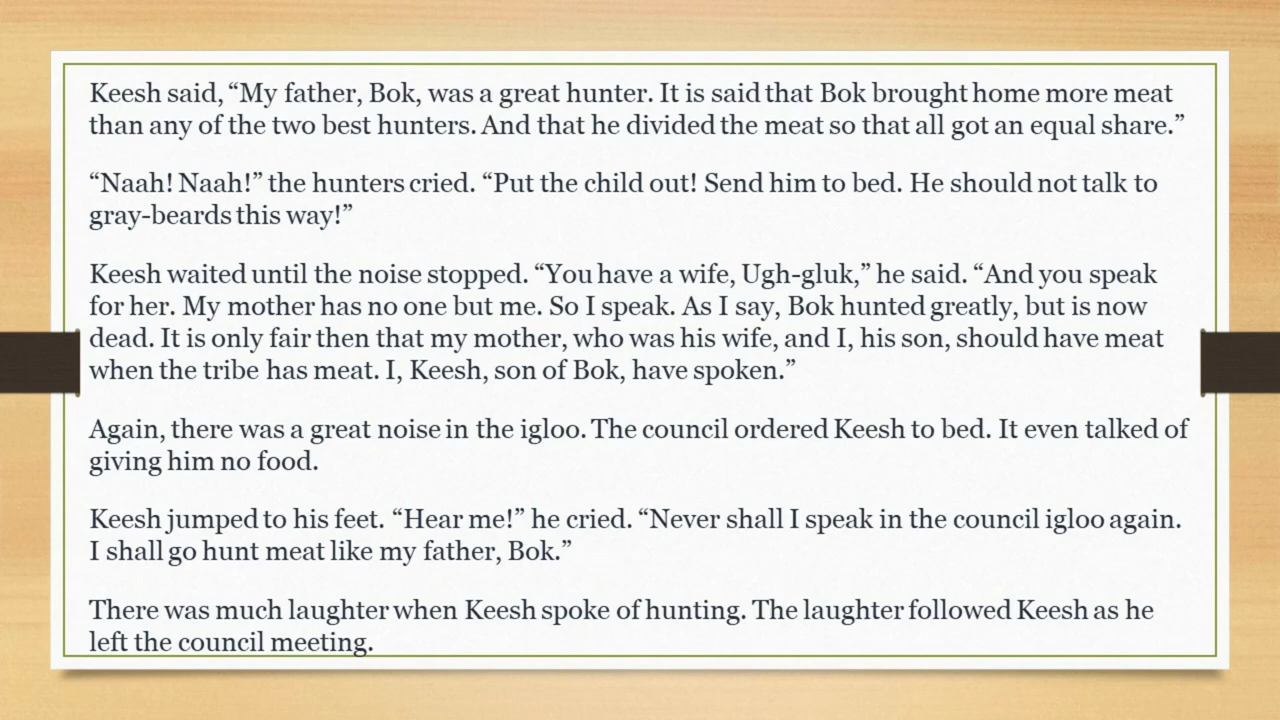 Keesh said, “My father, Bok, was a great hunter. It is said that Bok brought home more meat
than any of the two best hunters. And that he divided the meat so that all got an equal share.”
“Naah! Naah!” the hunters cried. “Put the child out! Send him to bed. He should not talk to
gray-beards this way!”
Keesh waited until the noise stopped. “You have a wife, Ugh-gluk,” he said. “And you speak
for her. My mother has no one but me. So I speak. As I say, Bok hunted greatly, but is now
dead. It is only fair then that my mother, who was his wife, and I, his son, should have meat
when the tribe has meat. I, Keesh, son of Bok, have spoken.”
Again, there was a great noise in the igloo. The council ordered Keesh to bed. It even talked of
giving him no food.
Keesh jumped to his feet. “Hear me!” he cried. “Never shall I speak in the council igloo again.
I shall go hunt meat like my father, Bok.”
There was much laughter when Keesh spoke of hunting. The laughter followed Keesh as he
left the council meeting.